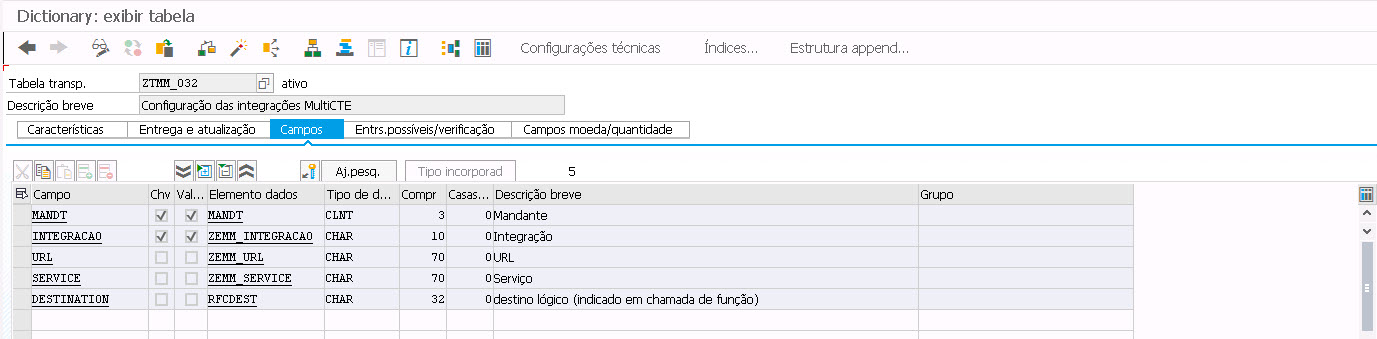 Dictionary: exibir tabela
Configurações técnicas Índices... Estrutura append...
Tabela transp. ZTMM_032 ativo
Descrição breve Configuração das integrações MultiCTE
Características Entrega e atualização Campos Entrs.possíveis/verificação Campos moeda/quantidade
Aj.pesq. Tipo incorporad 5
Campo Chv Val... Elemento dados Tipo de d... Compr Casas... Descrição breve Grupo
MANDT MANDT CLNT 3 0 Mandante
INTEGRACAO ZEMM_INTEGRACAO CHAR 10 0 Integração
URL ZEMM_URL CHAR 70 0 URL
SERVICE ZEMM_SERVICE CHAR 70 0 Serviço
DESTINATION RFCDEST CHAR 32 0 destino lógico (indicado em chamada de função)